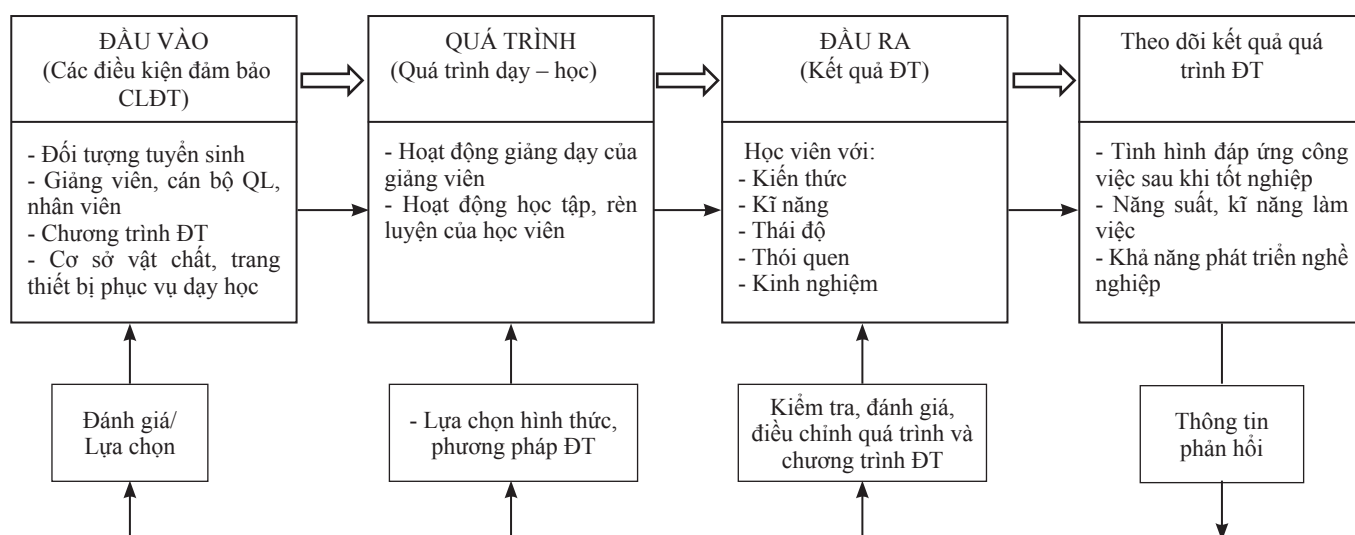 ĐẦU VÀO
(Các điều kiện đảm bảo
CLĐT)
- Đối tượng tuyển sinh
- Giảng viên, cán bộ QL,
nhân viên
- Chương trình ĐT
- Cơ sở vật chất, trang
thiết bị phục vụ dạy học
QUÁ TRÌNH
(Quá trình dạy – học)
- Hoạt động giảng dạy của
giảng viên
- Hoạt động học tập, rèn
luyện của học viên
ĐẦU RA
(Kết quả ĐT)
Học viên với:
- Kiến thức
- Kĩ năng
- Thái độ
- Thói quen
- Kinh nghiệm
Theo dõi kết quả quá
trình ĐT
- Tình hình đáp ứng công
việc sau khi tốt nghiệp
- Năng suất, kĩ năng làm
việc
- Khả năng phát triển nghề
nghiệp
Đánh giá/
Lựa chọn
- Lựa chọn hình thức,
phương pháp ĐT
Kiểm tra, đánh giá,
điều chỉnh quá trình và
chương trình ĐT
Thông tin
phản hồi